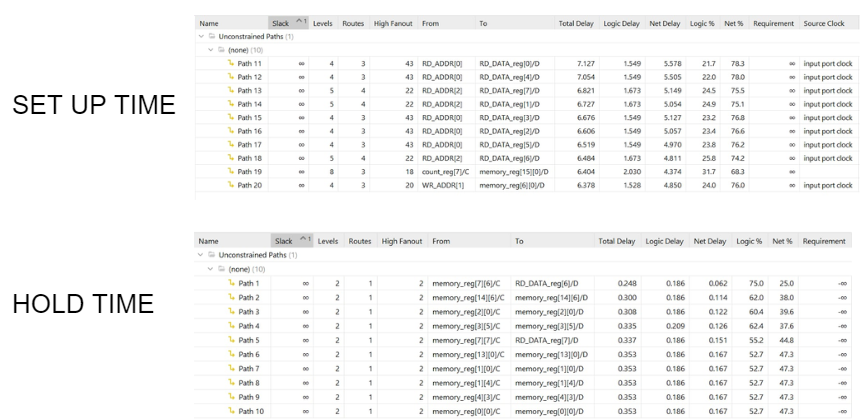 Name Slack 1 Levels Routes High Fanout From To Total Delay Logic Delay Net Delay Logic % Net % Requirement Source Clock
Unconstrained Paths (1)
(none) (10)
Path 11 ∞ 4 3 43 RD_ADDR[0] RD_DATA_reg[0]/D 7.127 1.549 5.578 21.7 78.3 ∞ input port clock
Path 12 ∞ 4 3 43 RD_ADDR[0] RD_DATA_reg[4]/D 7.054 1.549 5.505 22.0 78.0 ∞ input port clock
Path 13 ∞ 5 4 22 RD_ADDR[2] RD_DATA_reg[7]/D 6.821 1.673 5.149 24.5 75.5 ∞ input port clock
SET UP TIME
Path 14 ∞ 5 4 22 RD_ADDR[2] RD_DATA_reg[1]/D 6.727 1.673 5.054 24.9 75.1 ∞ input port clock
Path 15 ∞ 4 3 43 RD_ADDR[0] RD_DATA_reg[3]/D 6.676 1.549 5.127 23.2 76.8 ∞ input port clock
Path 16 ∞ 4 3 43 RD_ADDR[0] RD_DATA_reg[2]/D 6.606 1.549 5.057 23.4 76.6 ∞ input port clock
Path 17 ∞ 4 3 43 RD_ADDR[0] RD_DATA_reg[5]/D 6.519 1.549 4.970 23.8 76.2 ∞ input port clock
Path 18 ∞ 5 4 22 RD_ADDR[2] RD_DATA_reg[6]/D 6.484 1.673 4.811 25.8 74.2 ∞ input port clock
Path 19 ∞ 8 3 18 count_reg[7]/C memory_reg[15][0]/D 6.404 2.030 4.374 31.7 68.3 ∞
Path 20 ∞ 4 3 20 WR_ADDR[1] memory_reg[6][0]/D 6.378 1.528 4.850 24.0 76.0 ∞ input port clock
Name Slack 1 Levels Routes High Fanout From To Total Delay Logic Delay Net Delay Logic % Net % Requirement
Unconstrained Paths (1)
(none) (10)
Path 1 ∞ 2 1 2 memory_reg[7][6]/C RD_DATA_reg[6]/D 0.248 0.186 0.062 75.0 25.0 -∞
Path 2 ∞ 2 1 2 memory_reg[14][6]/C memory_reg[14][6]/D 0.300 0.186 0.114 62.0 38.0 -∞
HOLD TIME
Path 3 ∞ 2 1 2 memory_reg[2][0]/C memory_reg[2][0]/D 0.308 0.186 0.122 60.4 39.6 -∞
Path 4 ∞ 2 1 2 memory_reg[3][5]/C memory_reg[3][5]/D 0.335 0.209 0.126 62.4 37.6 -∞
Path 5 ∞ 2 1 2 memory_reg[7][7]/C RD_DATA_reg[7]/D 0.337 0.186 0.151 55.2 44.8 -∞
Path 6 ∞ 2 1 2 memory_reg[13][0]/C memory_reg[13][0]/D 0.353 0.186 0.167 52.7 47.3 -∞
Path 7 ∞ 2 1 2 memory_reg[1][0]/C memory_reg[1][0]/D 0.353 0.186 0.167 52.7 47.3 -∞
Path 8 ∞ 2 1 2 memory_reg[1][4]/C memory_reg[1][4]/D 0.353 0.186 0.167 52.7 47.3 -∞
Path 9 ∞ 2 1 2 memory_reg[4][3]/C memory_reg[4][3]/D 0.353 0.186 0.167 52.7 47.3 -∞
Path 10 ∞ 2 1 2 memory_reg[0][0]/C memory_reg[0][0]/D 0.353 0.186 0.167 52.7 47.3 -∞